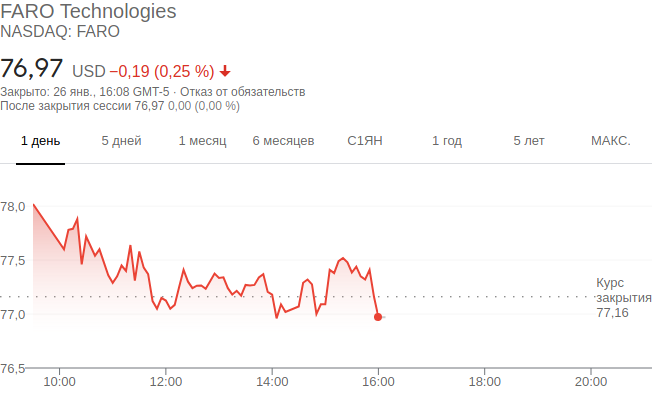 FARO Technologies
NASDAQ: FARO
76,97 USD −0,19 (0,25 %)
Закрыто: 26 янв., 16:08 GMT-5 · Отказ от обязательств
После закрытия сессии 76,97 0,00 (0,00 %)
1 день 5 дней 1 месяц 6 месяцев С1ЯН 1 год 5 лет МАКС.
78,0
77,5
Курс
закрытия
77,16
77,0
76,5
10:00 12:00 14:00 16:00 18:00 20:00